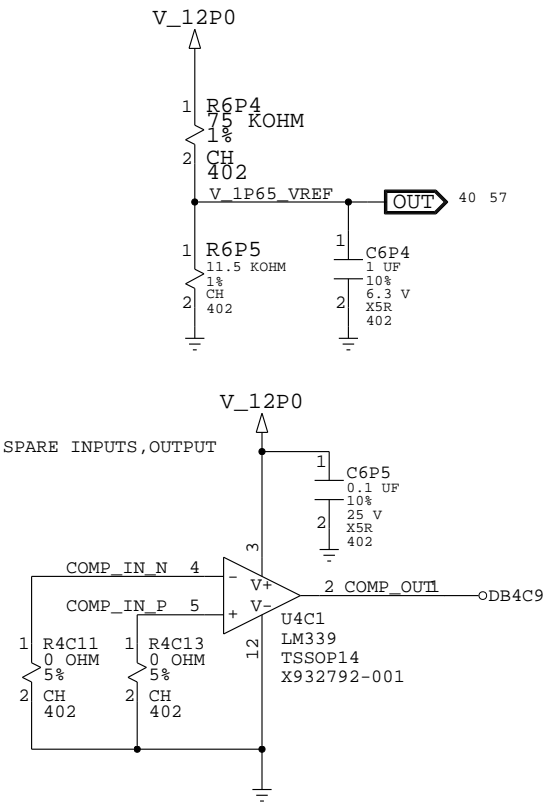 V_12P0
1 R6P4
75 KOHM
1%
2 CH
402
V_1P65_VREF
OUT 40 57
1 R6P5
11.5 KOHM
1%
2 CH
402
1 C6P4
1 UF
10%
6.3 V
2 X5R
402
V_12P0
SPARE INPUTS,OUTPUT
1 C6P5
0.1 UF
10%
25 V
2 X5R
402
3
COMP_IN_N 4
- V+
COMP_IN_P 5
+ V-
2 COMP_OUT 1 DB4C9
12
U4C1
LM339
TSSOP14
X932792-001
1 R4C11
0 OHM
5%
2 CH
402
1 R4C13
0 OHM
5%
2 CH
402